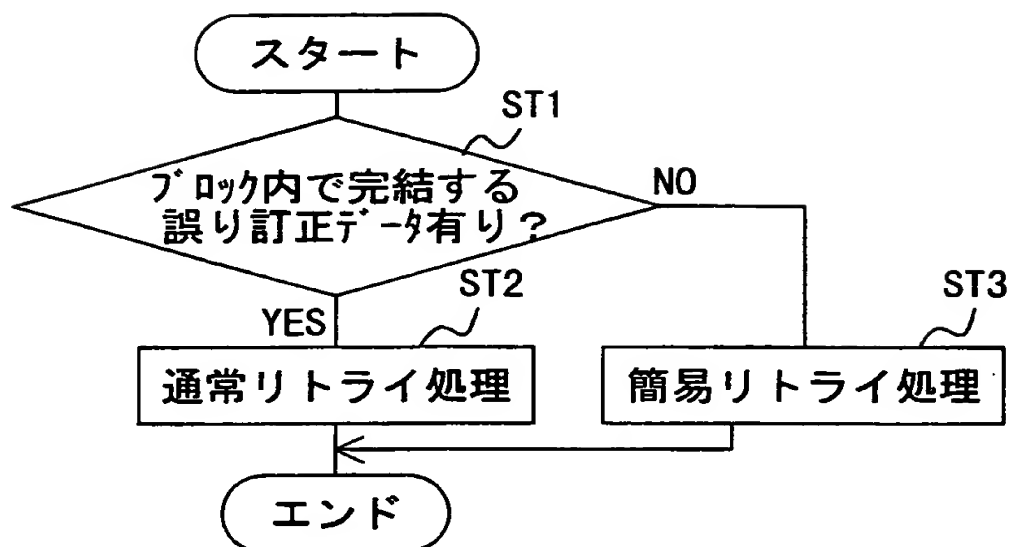 スタート
ST1
ブロック内で完結する
誤り訂正データ有り?
NO
ST2
ST3
YES
通常リトライ処理
簡易リトライ処理
エンド